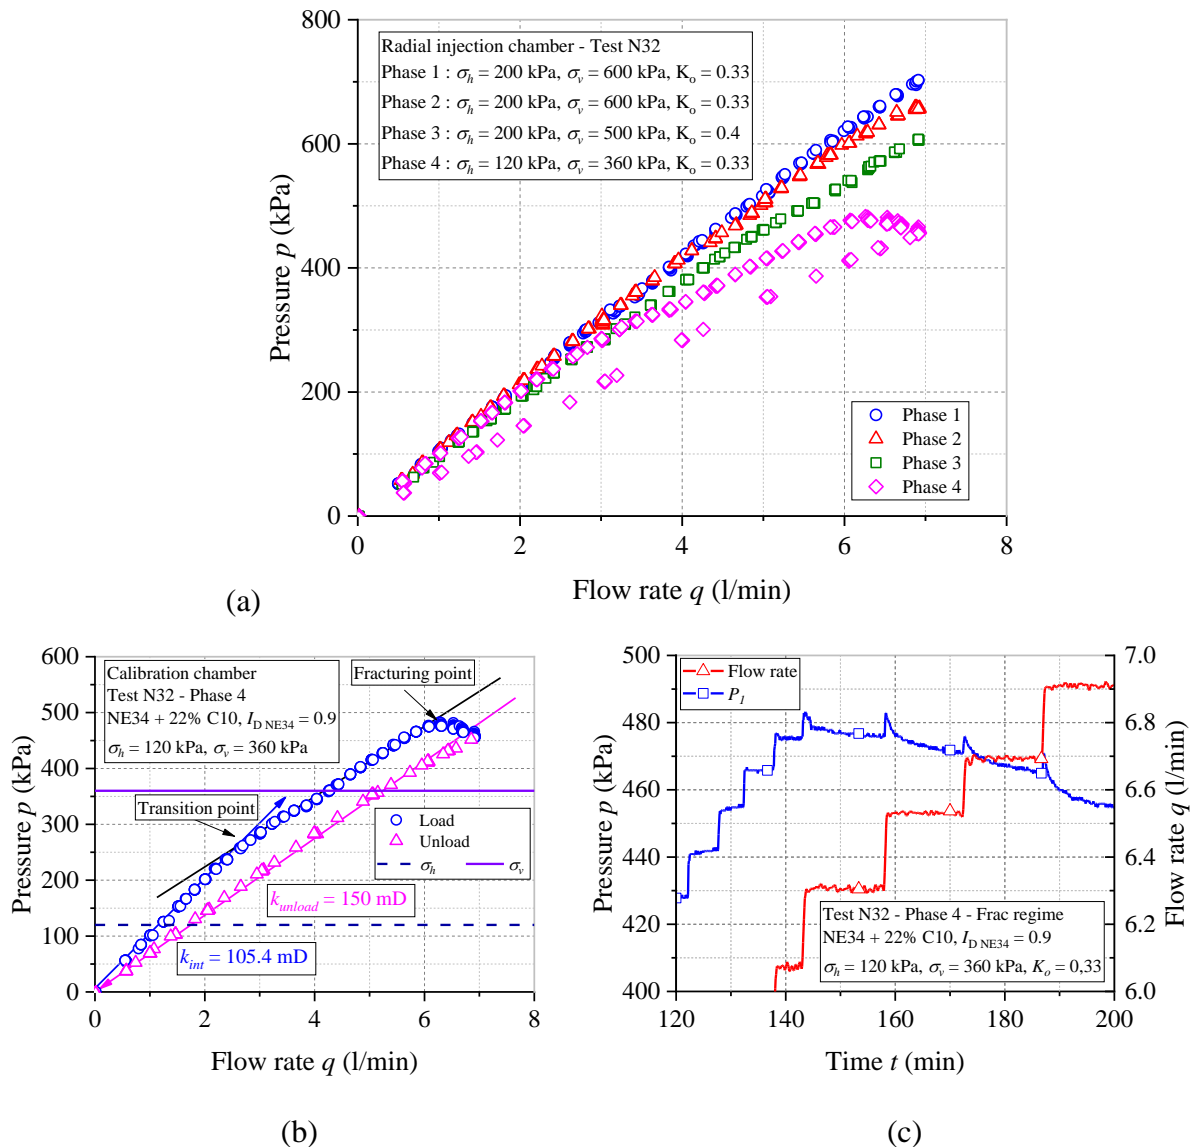 800
600
400
200
0
Pressure p (kPa)
Radial injection chamber - Test N32
Phase 1 : σh = 200 kPa, σv = 600 kPa, Ko = 0.33
Phase 2 : σh = 200 kPa, σv = 600 kPa, Ko = 0.33
Phase 3 : σh = 200 kPa, σv = 500 kPa, Ko = 0.4
Phase 4 : σh = 120 kPa, σv = 360 kPa, Ko = 0.33
Phase 1
Phase 2
Phase 3
Phase 4
0 2 4 6 8
Flow rate q (l/min)
(a)
600
500
400
300
200
100
0
Pressure p (kPa)
Calibration chamber
Test N32 - Phase 4
NE34 + 22% C10, ID NE34 = 0.9
σh = 120 kPa, σv = 360 kPa
Fracturing point
Transition point
Load
Unload
σh σv
kunload = 150 mD
kint = 105.4 mD
0 2 4 6 8
Flow rate q (l/min)
(b)
500
480
460
440
420
400
Pressure p (kPa)
Flow rate
P1
7.0
6.8
6.6
6.4
6.2
6.0
Flow rate q (l/min)
Test N32 - Phase 4 - Frac regime
NE34 + 22% C10, ID NE34 = 0.9
σh = 120 kPa, σv = 360 kPa, Ko = 0,33
120 140 160 180 200
Time t (min)
(c)